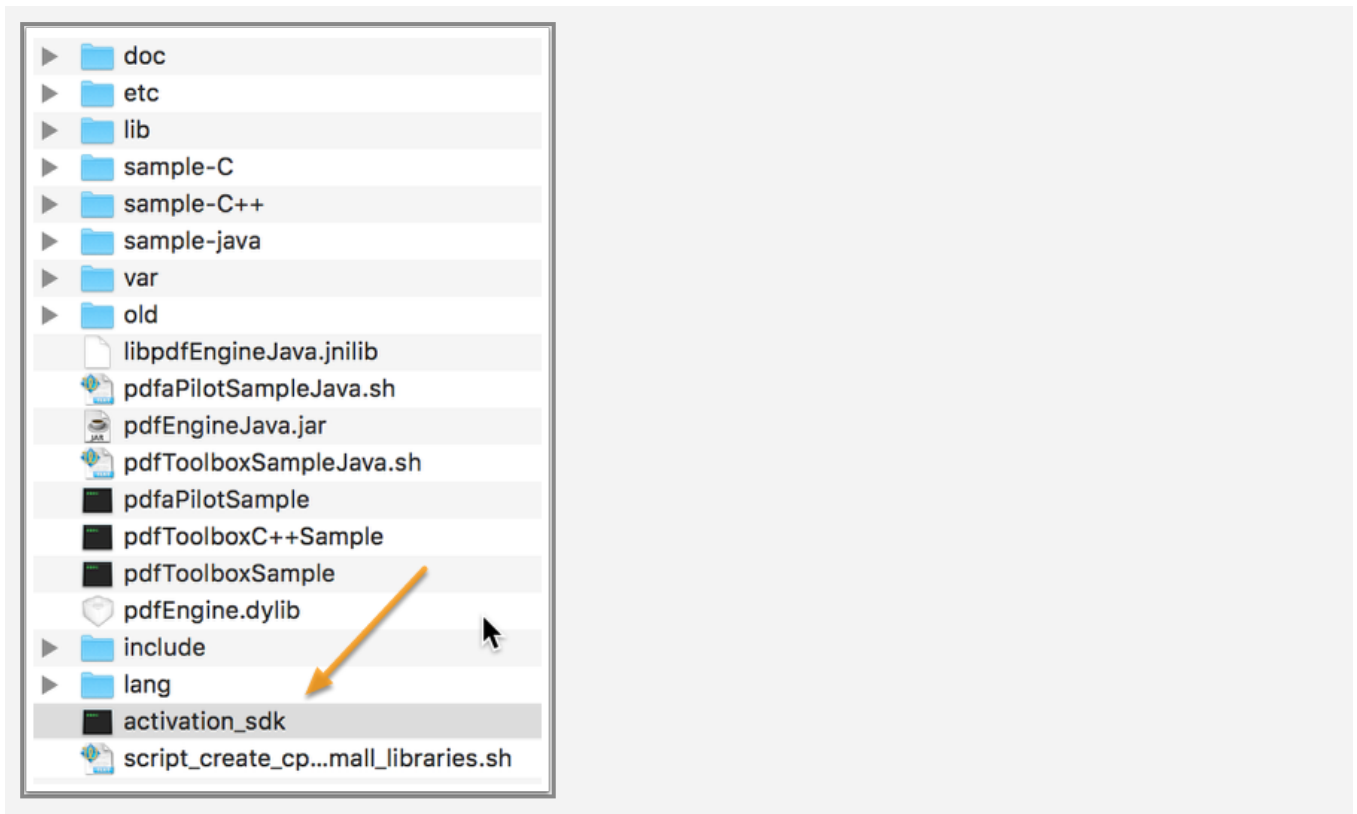 doc
etc
lib
sample-C
sample-C++
sample-java
var
old
libpdfEngineJava.jnilib
pdfaPilotSampleJava.sh
pdfEngineJava.jar
pdfToolboxSampleJava.sh
pdfaPilotSample
pdfToolboxC++Sample
pdfToolboxSample
pdfEngine.dylib
include
lang
activation_sdk
script_create_cp...mall_libraries.sh